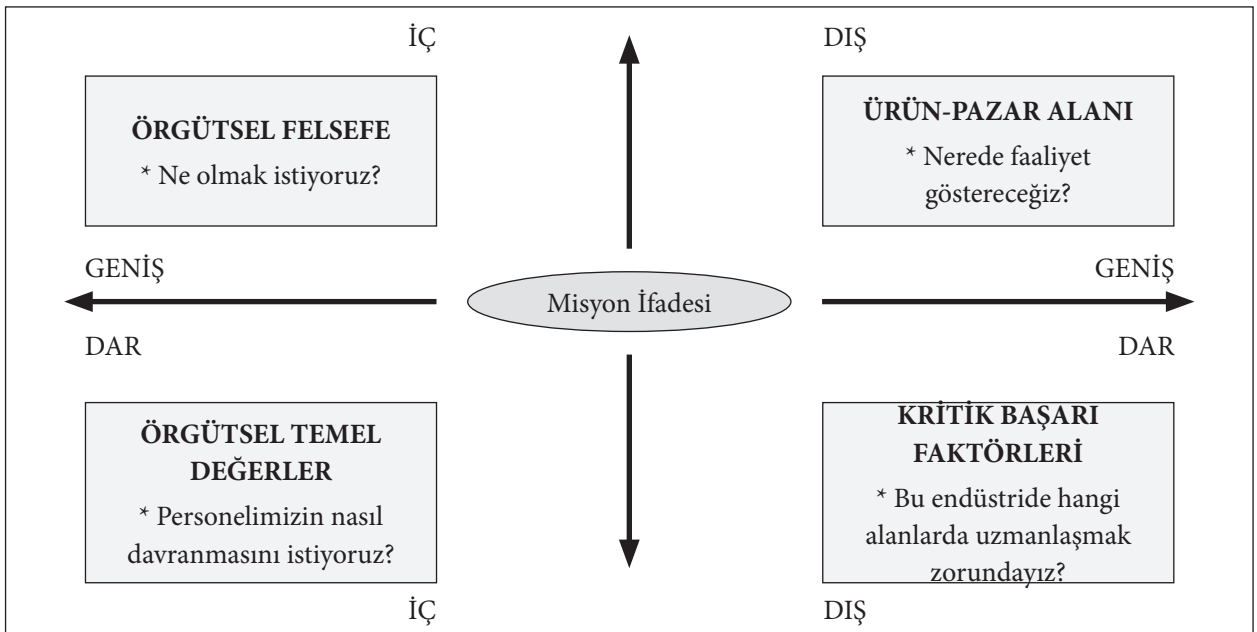 İÇ
DIŞ
ÖRGÜTSEL FELSEFE
* Ne olmak istiyoruz?
ÜRÜN-PAZAR ALANI
* Nerede faaliyet
göstereceğiz?
GENİŞ
GENİŞ
Misyon İfadesi
DAR
DAR
ÖRGÜTSEL TEMEL
DEĞERLER
* Personelimizin nasıl
davranmasını istiyoruz?
KRİTİK BAŞARI
FAKTÖRLERİ
* Bu endüstride hangi
alanlarda uzmanlaşmak
zorundayız?
İÇ
DIŞ